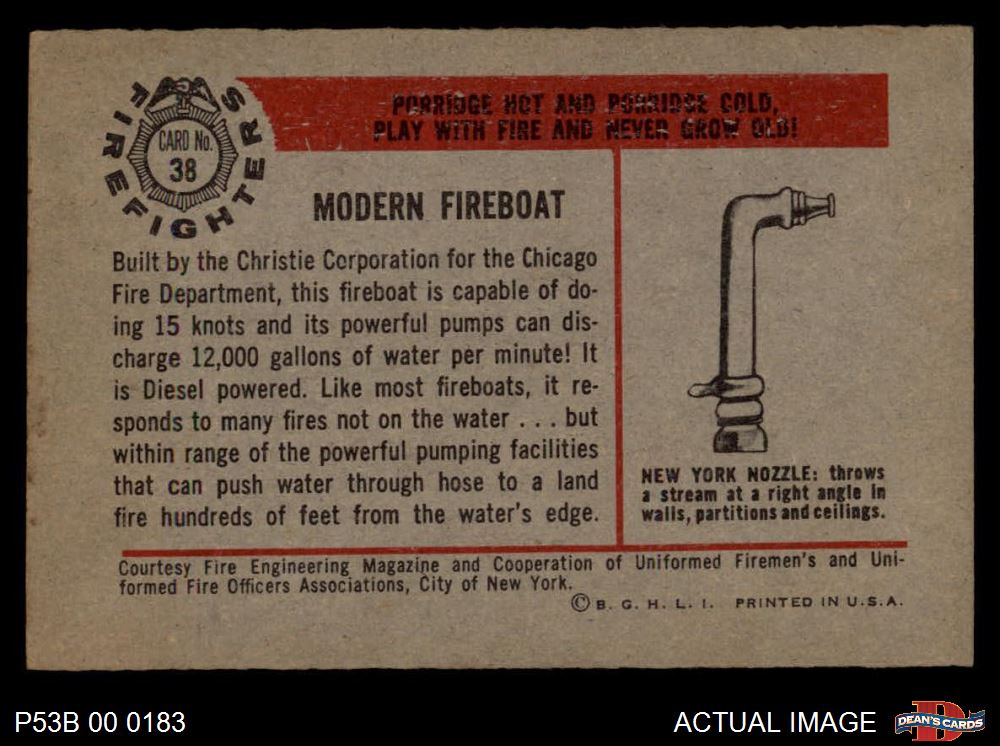 FIREFIGHTERS
CARD No.
38
PORRIDGE HOT AND PORRIDGE COLD,
PLAY WITH FIRE AND NEVER GROW OLD!
MODERN FIREBOAT
Built by the Christie Corporation for the Chicago
Fire Department, this fireboat is capable of do-
ing 15 knots and its powerful pumps can dis-
charge 12,000 gallons of water per minute! It
is Diesel powered. Like most fireboats, it re-
sponds to many fires not on the water . . . but
within range of the powerful pumping facilities
that can push water through hose to a land
fire hundreds of feet from the water's edge.
NEW YORK NOZZLE: throws
a stream at a right angle in
walls, partitions and ceilings.
Courtesy Fire Engineering Magazine and Cooperation of Uniformed Firemen's and Uni-
formed Fire Officers Associations, City of New York.
© B. G. H. L. I. PRINTED IN U.S.A.
P53B 00 0183
ACTUAL IMAGE
DEAN'S CARDS